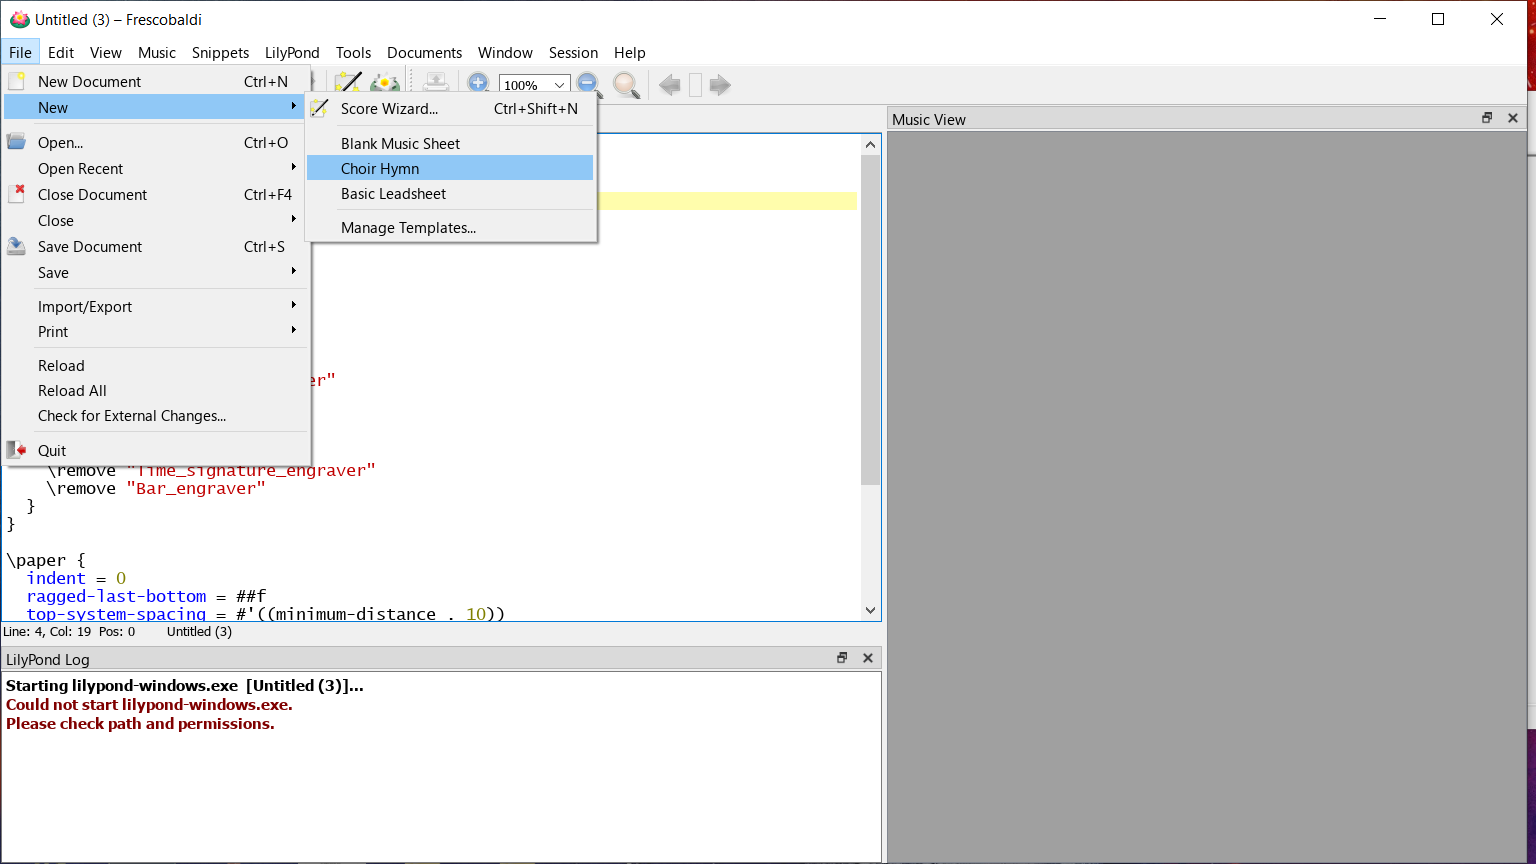 Untitled (3) – Frescobaldi
File Edit View Music Snippets LilyPond Tools Documents Window Session Help
New Document Ctrl+N
New
Open... Ctrl+O
Open Recent
Close Document Ctrl+F4
Close
Save Document Ctrl+S
Save
Import/Export
Print
Reload
Reload All
Check for External Changes...
Quit
Score Wizard... Ctrl+Shift+N
Blank Music Sheet
Choir Hymn
Basic Leadsheet
Manage Templates...
100%
Music View
er"
\remove "Time_signature_engraver"
\remove "Bar_engraver"
}
}
\paper {
indent = 0
ragged-last-bottom = ##f
top-system-spacing = #'((minimum-distance . 10))
Line: 4, Col: 19 Pos: 0 Untitled (3)
LilyPond Log
Starting lilypond-windows.exe [Untitled (3)]...
Could not start lilypond-windows.exe.
Please check path and permissions.